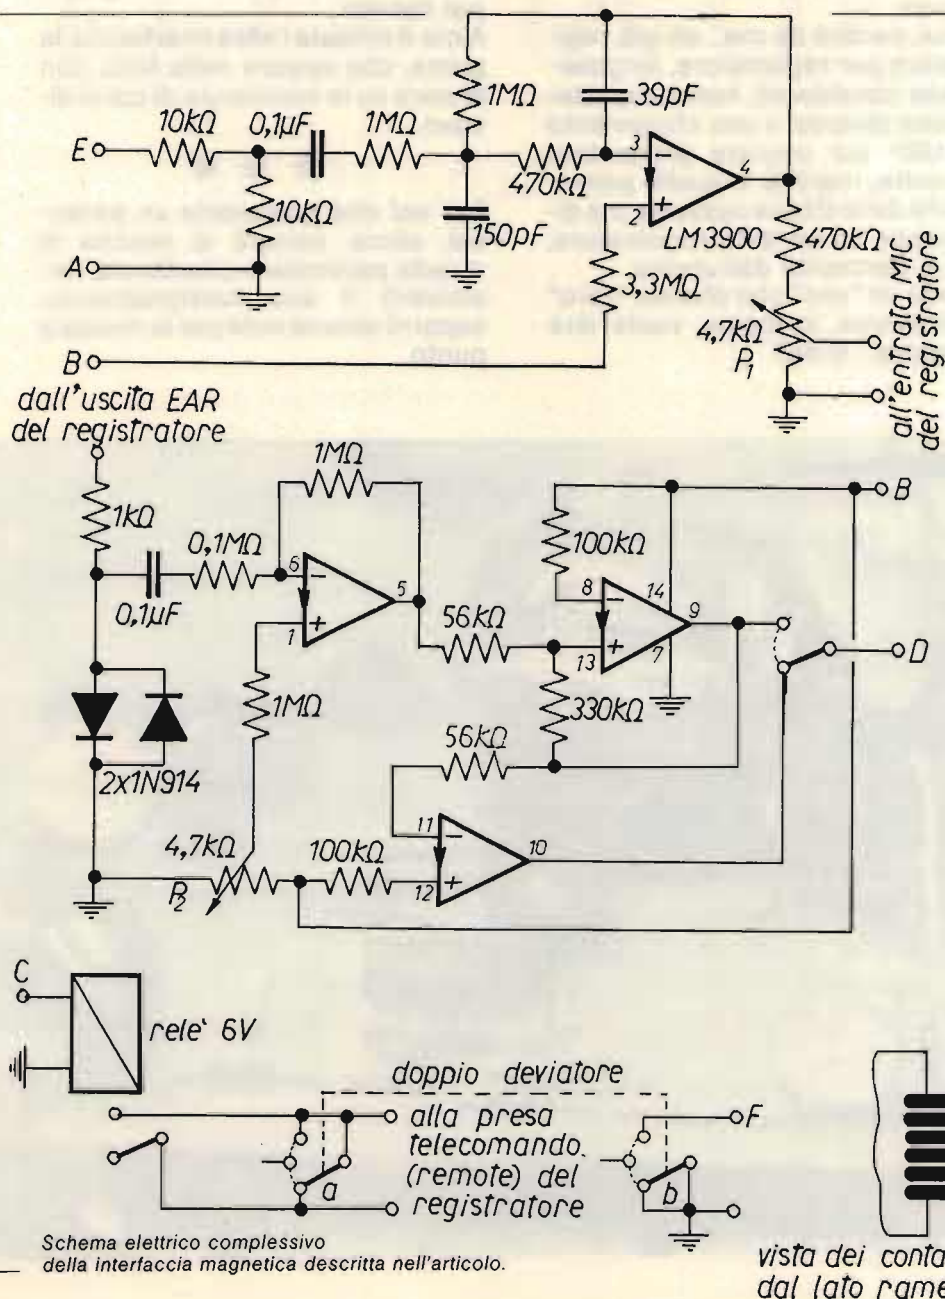 1MΩ
39pF
10kΩ
0,1µF
1MΩ
E
470kΩ
3
4
2
LM3900
10kΩ
150pF
470kΩ
A
3,3MΩ
4,7kΩ
P1
B
all'entrata MIC
del registratore
dall'uscita EAR
del registratore
1MΩ
B
1kΩ
0,1MΩ
100kΩ
6
5
8
14
9
0,1µF
56kΩ
1
13
7
D
1MΩ
330kΩ
56kΩ
2x1N914
11
10
4,7kΩ
100kΩ
12
P2
C
rele' 6V
doppio deviatore
alla presa
telecomando.
(remote) del
registratore
F
a
b
Schema elettrico complessivo
della interfaccia magnetica descritta nell'articolo.
vista dei
dal lato rame